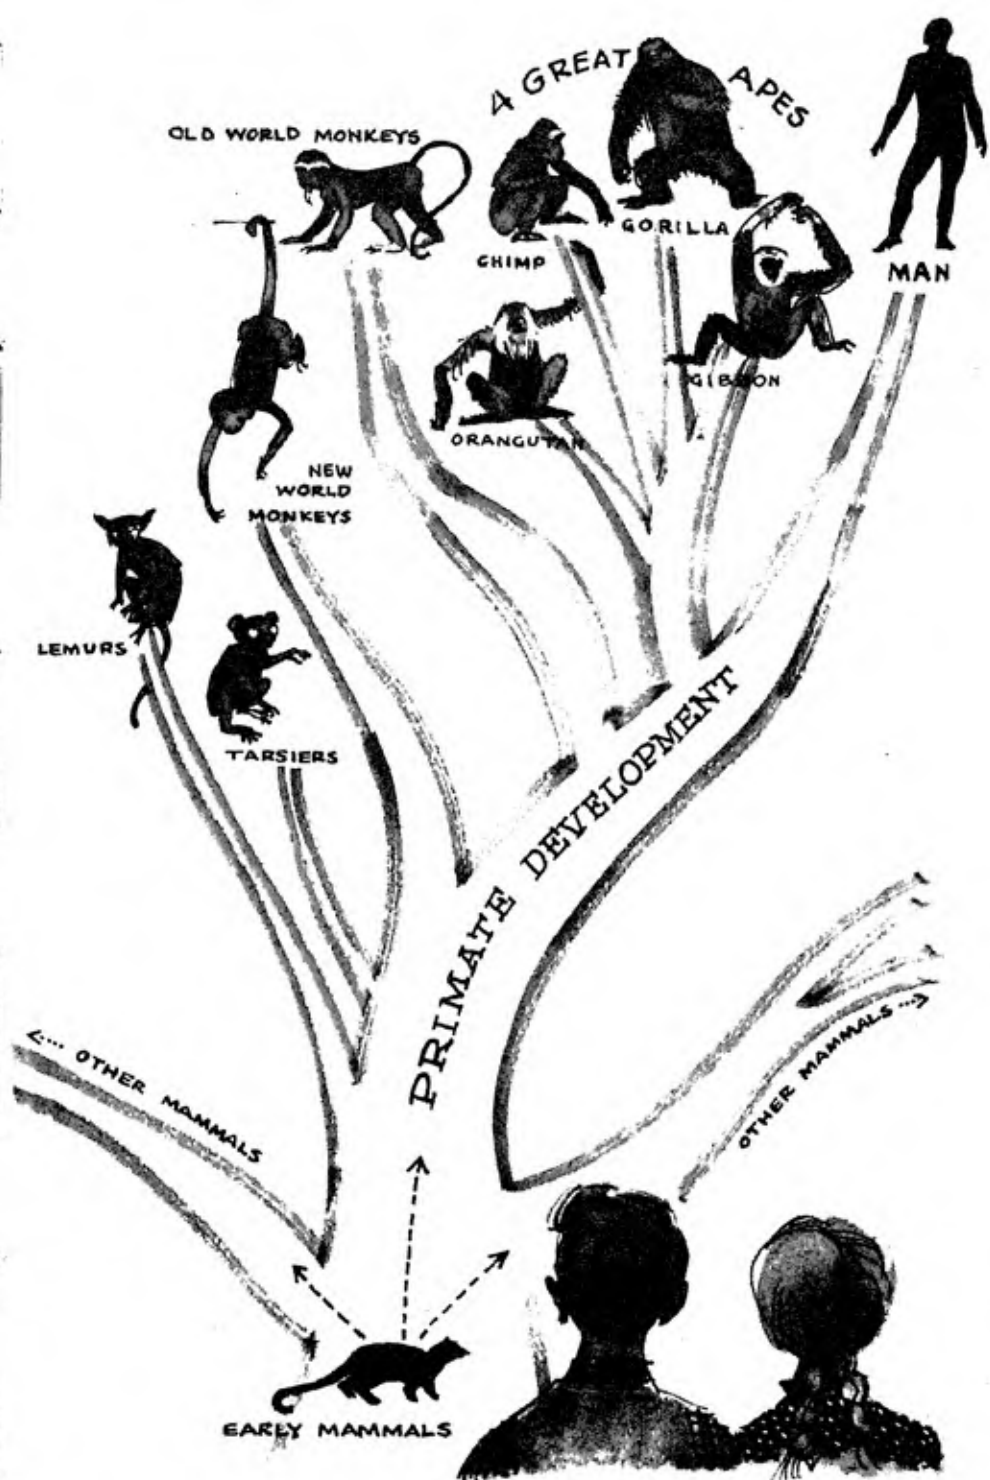 4 GREAT APES
OLD WORLD MONKEYS
CHIMP
GORILLA
MAN
GIBBON
ORANGUTAN
NEW
WORLD
MONKEYS
LEMURS
TARSIERS
PRIMATE DEVELOPMENT
<... OTHER MAMMALS
OTHER MAMMALS ...>
EARLY MAMMALS